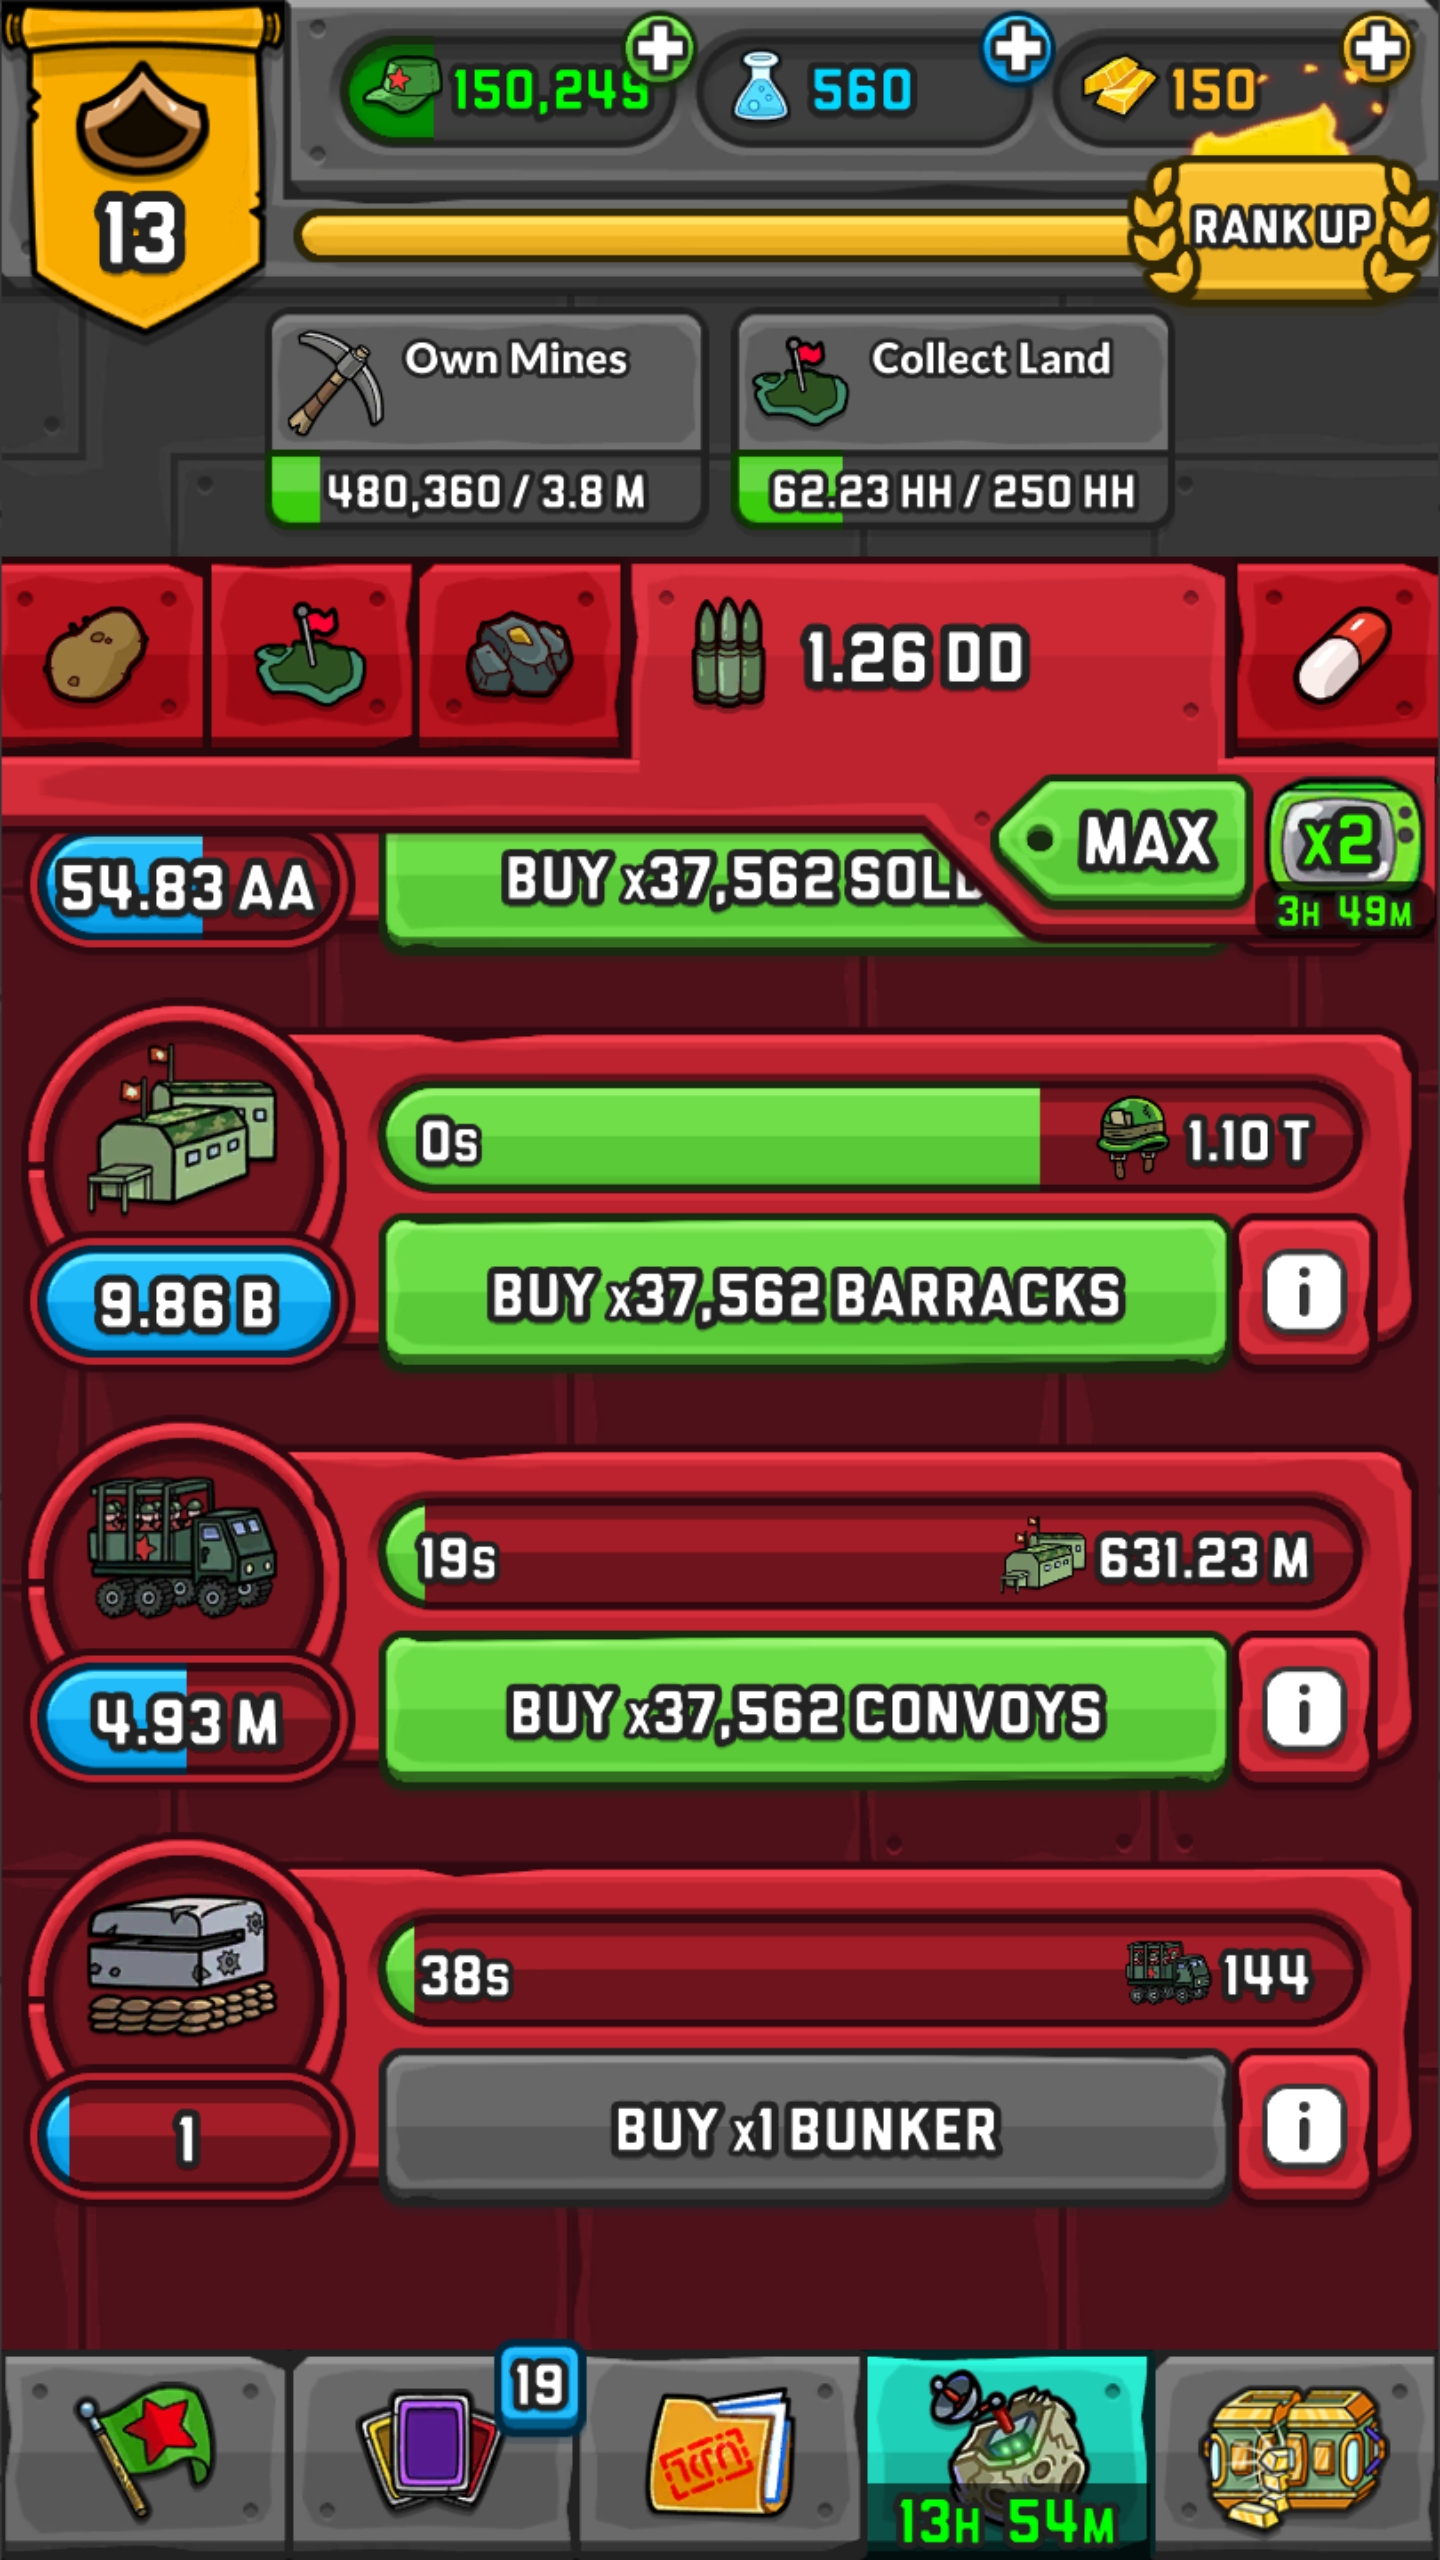 150,249
560
150
13
RANK UP
Own Mines
Collect Land
480,360 / 3.8 M
62.23 HH / 250 HH
1.26 DD
MAX
x2
3H 49M
54.83 AA
BUY x37,562 SOLD
0s
1.10 T
9.86 B
BUY x37,562 BARRACKS
i
19s
631.23 M
4.93 M
BUY x37,562 CONVOYS
i
38s
144
1
BUY x1 BUNKER
i
19
13H 54M